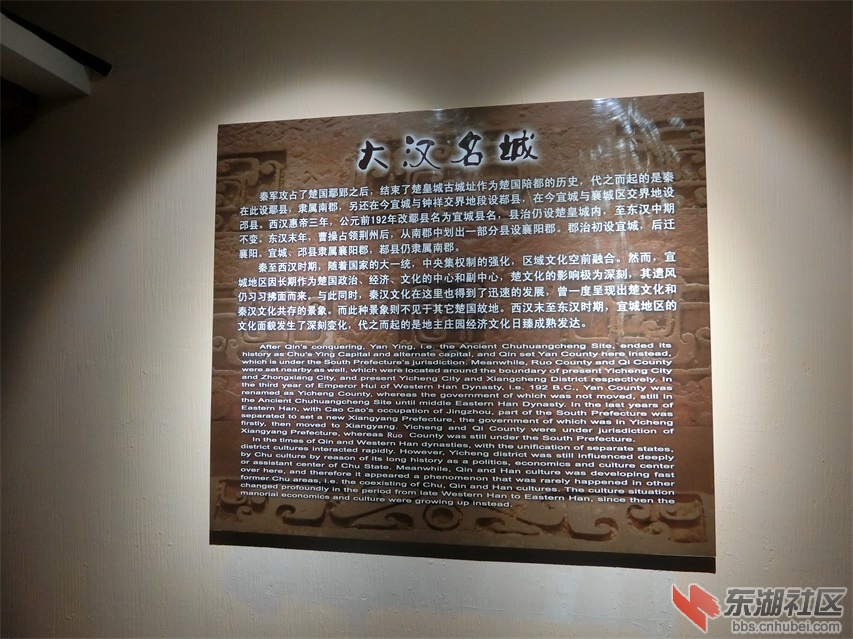 大汉名城
秦军攻占了楚国鄢郢之后，结束了楚皇城古城址作为楚国陪都的历史，代之而起的是秦
在此设鄢县，隶属南郡，另还在今宜城与钟祥交界地段设鄀县，在今宜城与襄城区交界地设
邔县。西汉惠帝三年，公元前192年改鄢县名为宜城县名，县治仍设楚皇城内，至东汉中期
不变。东汉末年，曹操占领荆州后，从南郡中划出一部分县设襄阳郡。郡治初设宜城，后迁
襄阳。宜城、邔县隶属襄阳郡，鄀县仍隶属南郡。
秦至西汉时期，随着国家的大一统，中央集权制的强化，区域文化空前融合。然而，宜
城地区因长期作为楚国政治、经济、文化的中心和副中心，楚文化的影响极为深刻，其遗风
仍习习拂面而来，与此同时，秦汉文化在这里也得到了迅速的发展，曾一度呈现出楚文化和
秦汉文化共存的景象。而此种景象则不见于其它楚国故地。西汉末至东汉时期，宜城地区的
文化面貌发生了深刻变化，代之而起的是地主庄园经济文化日臻成熟发达。
After Qin's conquering, Yan Ying, i.e. the Ancient Chuhuangcheng Site, ended its
history as Chu's Ying Capital and alternate capital, and Qin set Yan County here instead,
which is under the South Prefecture's jurisdiction. Meanwhile, Ruo County and Qi County
were set nearby as well, which were located around the boundary of present Yicheng City
and Zhongxiang City, and present Yicheng City and Xiangcheng District respectively. In
the third year of Emperor Hui of Western Han Dynasty, i.e. 192 B.C., Yan County was
renamed as Yicheng County, whereas the government of which was not moved, still in
the Ancient Chuhuangcheng Site until middle Eastern Han Dynasty. In the last years of
Eastern Han, with Cao Cao's occupation of Jingzhou, part of the South Prefecture was
separated to set a new Xiangyang Prefecture, the government of which was in Yicheng
firstly, then moved to Xiangyang. Yicheng and Qi County were under jurisdiction of
Xiangyang Prefecture, whereas Ruo County was still under the South Prefecture.
In the times of Qin and Western Han dynasties, with the unification of separate states,
district cultures interacted rapidly. However, Yicheng district was still influenced deeply
by Chu culture by reason of its long history as a politics, economics and culture center
or assistant center of Chu State. Meanwhile, Qin and Han culture was developing fast
over here, and therefore it appeared a phenomenon that was rarely happened in other
former Chu areas, i.e. the coexisting of Chu, Qin and Han cultures. The culture situation
changed profoundly in the period from late Western Han to Eastern Han, since then the
manorial economics and culture were growing up instead.
东湖社区
bbs.cnhubei.com